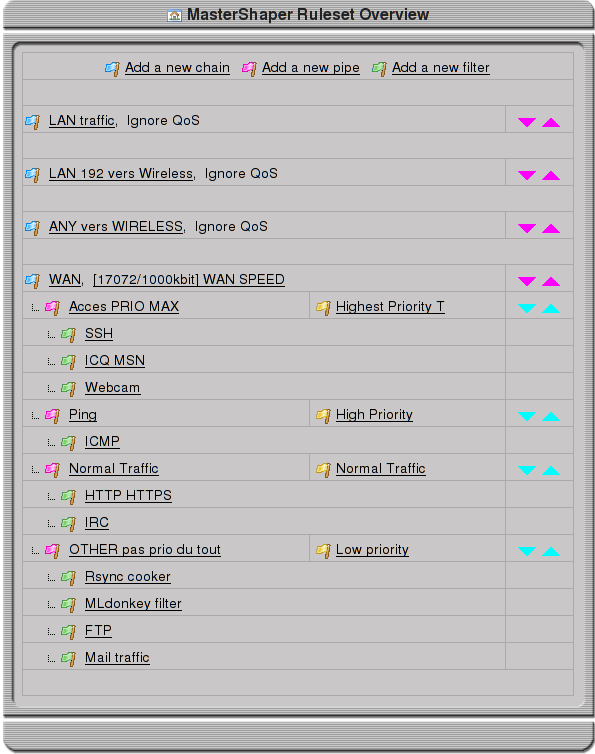 MasterShaper Ruleset Overview
Add a new chain Add a new pipe Add a new filter
LAN traffic, Ignore QoS
LAN 192 vers Wireless, Ignore QoS
ANY vers WIRELESS, Ignore QoS
WAN, [17072/1000kbit] WAN SPEED
Acces PRIO MAX Highest Priority T
SSH
ICQ MSN
Webcam
Ping High Priority
ICMP
Normal Traffic Normal Traffic
HTTP HTTPS
IRC
OTHER pas prio du tout Low priority
Rsync cooker
MLdonkey filter
FTP
Mail traffic